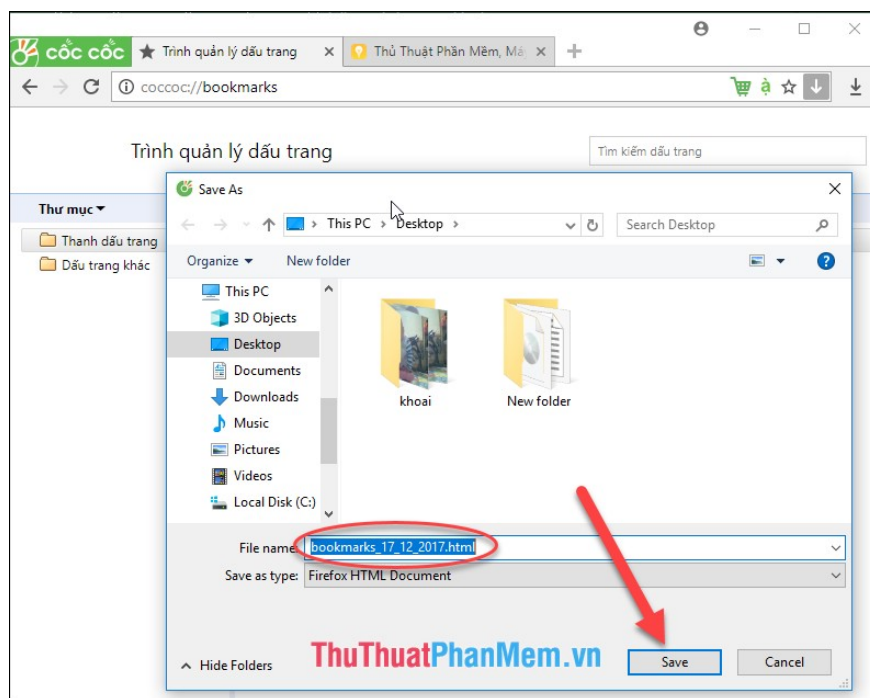 cốc cốc
Trình quản lý dấu trang
Thủ Thuật Phần Mềm, Má
coccoc://bookmarks
ạ
Trình quản lý dấu trang
Tìm kiếm dấu trang
Thư mục
Thanh dấu trang
Dấu trang khác
Save As
This PC > Desktop >
Search Desktop
Organize
New folder
This PC
3D Objects
Desktop
Documents
Downloads
Music
Pictures
Videos
Local Disk (C:)
khoai
New folder
File name:
bookmarks_17_12_2017.html
Save as type: Firefox HTML Document
Hide Folders
ThuThuatPhanMem.vn
Save
Cancel